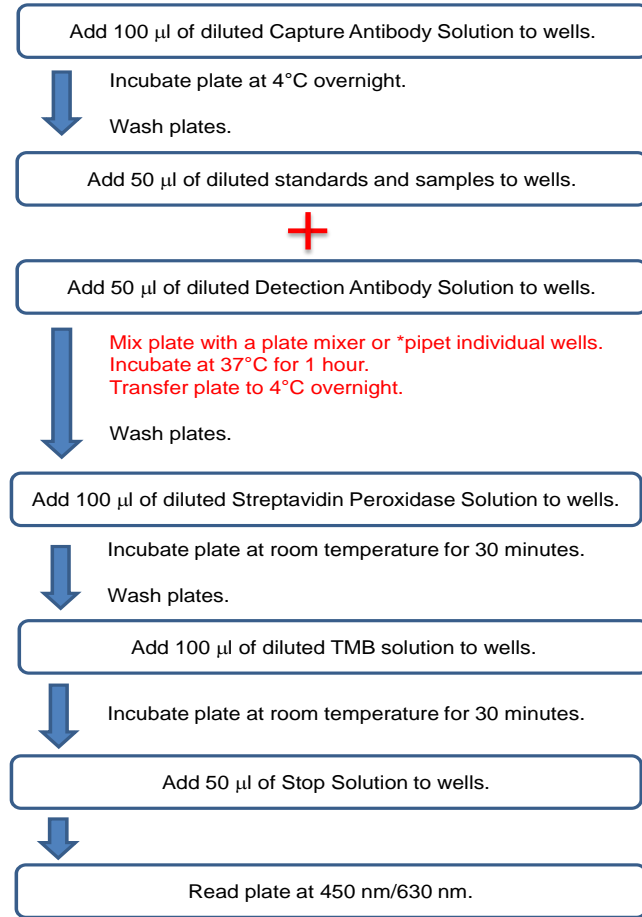 Add 100 µl of diluted Capture Antibody Solution to wells.
Incubate plate at 4°C overnight.
Wash plates.
Add 50 µl of diluted standards and samples to wells.
+
Add 50 µl of diluted Detection Antibody Solution to wells.
Mix plate with a plate mixer or *pipet individual wells.
Incubate at 37°C for 1 hour.
Transfer plate to 4°C overnight.
Wash plates.
Add 100 µl of diluted Streptavidin Peroxidase Solution to wells.
Incubate plate at room temperature for 30 minutes.
Wash plates.
Add 100 µl of diluted TMB solution to wells.
Incubate plate at room temperature for 30 minutes.
Add 50 µl of Stop Solution to wells.
Read plate at 450 nm/630 nm.